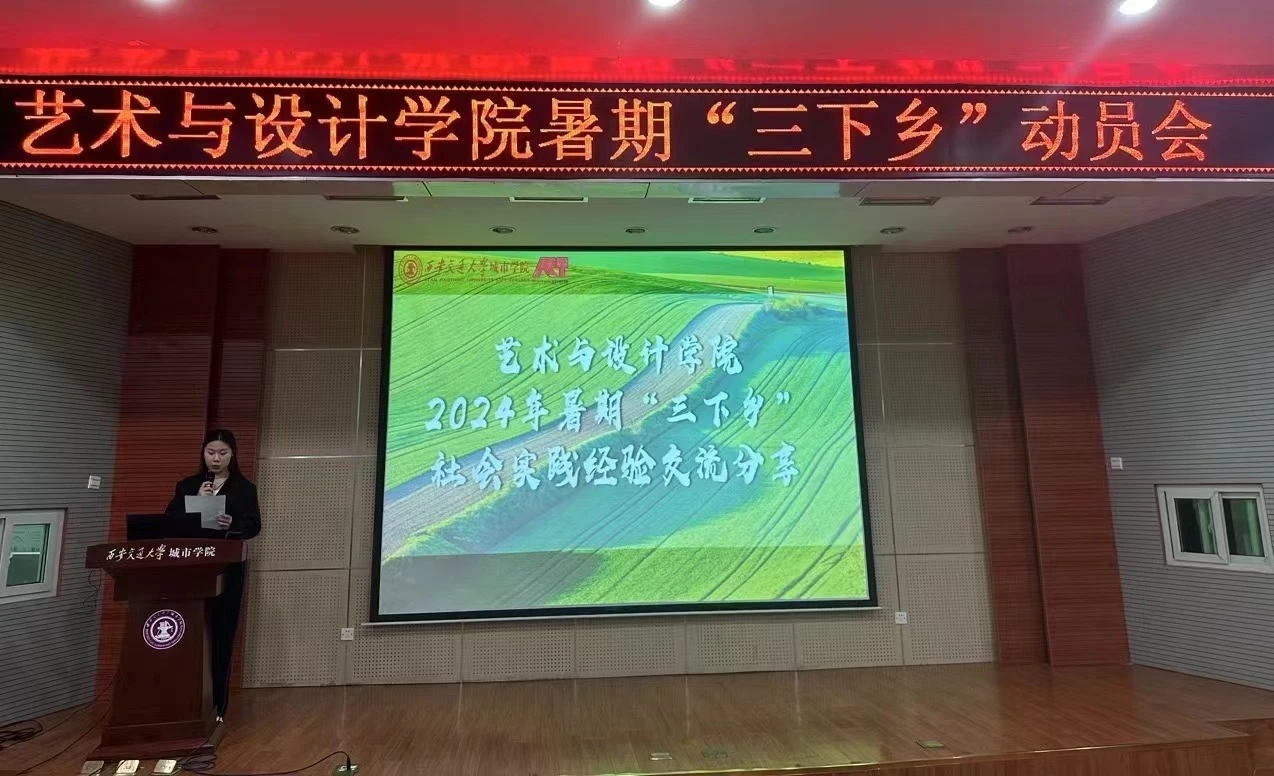 艺术与设计学院暑期“三下乡”动员会
西安交通大学城市学院 ART
艺术与设计学院
2024年暑期“三下乡”
社会实践经验交流分享
西安交通大学城市学院